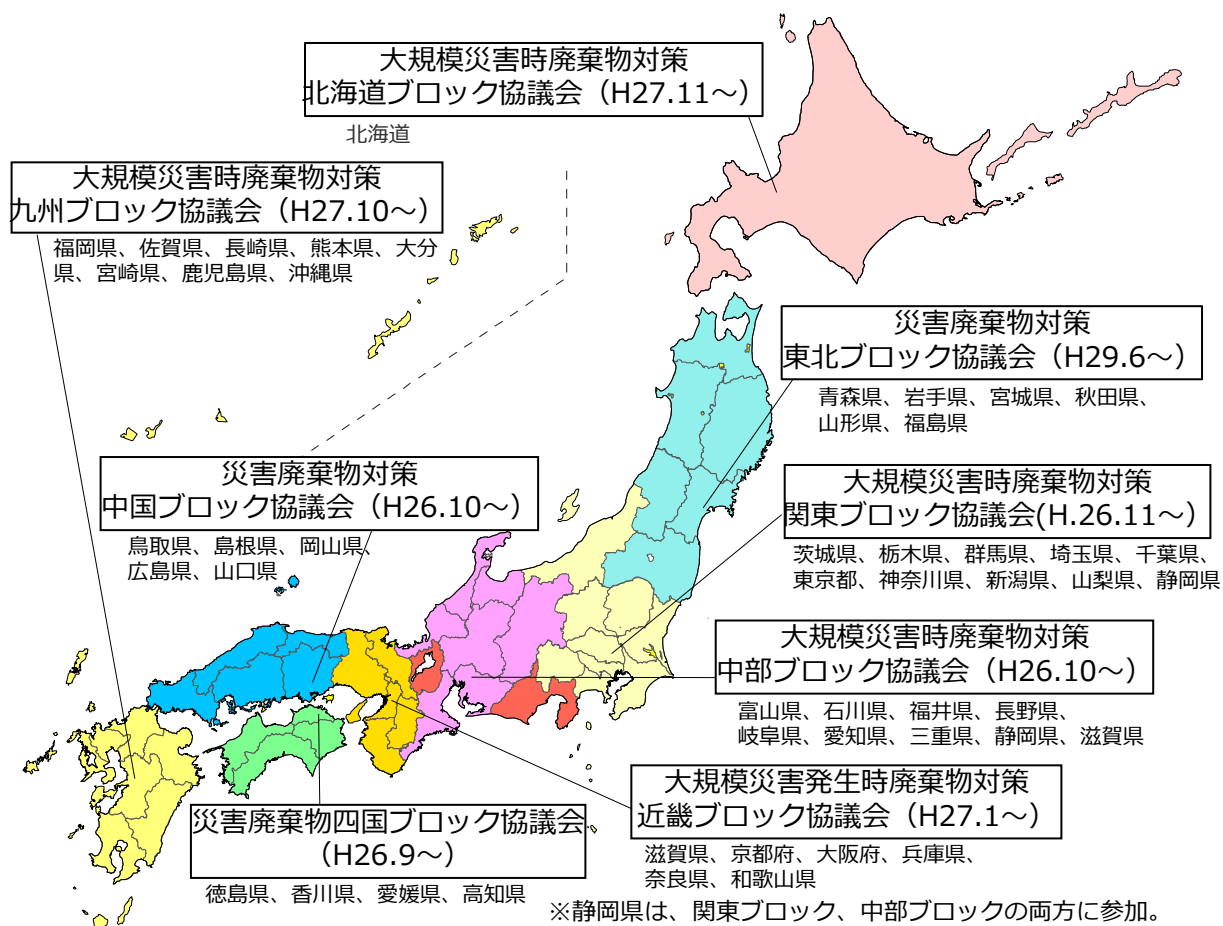 大規模災害時廃棄物対策
北海道ブロック協議会（H27.11～）
北海道
大規模災害時廃棄物対策
九州ブロック協議会（H27.10～）
福岡県、佐賀県、長崎県、熊本県、大分
県、宮崎県、鹿児島県、沖縄県
災害廃棄物対策
東北ブロック協議会（H29.6～）
青森県、岩手県、宮城県、秋田県、
山形県、福島県
災害廃棄物対策
中国ブロック協議会（H26.10～）
鳥取県、島根県、岡山県、
広島県、山口県
大規模災害時廃棄物対策
関東ブロック協議会(H.26.11～)
茨城県、栃木県、群馬県、埼玉県、千葉県、
東京都、神奈川県、新潟県、山梨県、静岡県
大規模災害時廃棄物対策
中部ブロック協議会（H26.10～）
富山県、石川県、福井県、長野県、
岐阜県、愛知県、三重県、静岡県、滋賀県
大規模災害発生時廃棄物対策
近畿ブロック協議会（H27.1～）
滋賀県、京都府、大阪府、兵庫県、
奈良県、和歌山県
災害廃棄物四国ブロック協議会
（H26.9～）
徳島県、香川県、愛媛県、高知県
※静岡県は、関東ブロック、中部ブロックの両方に参加。